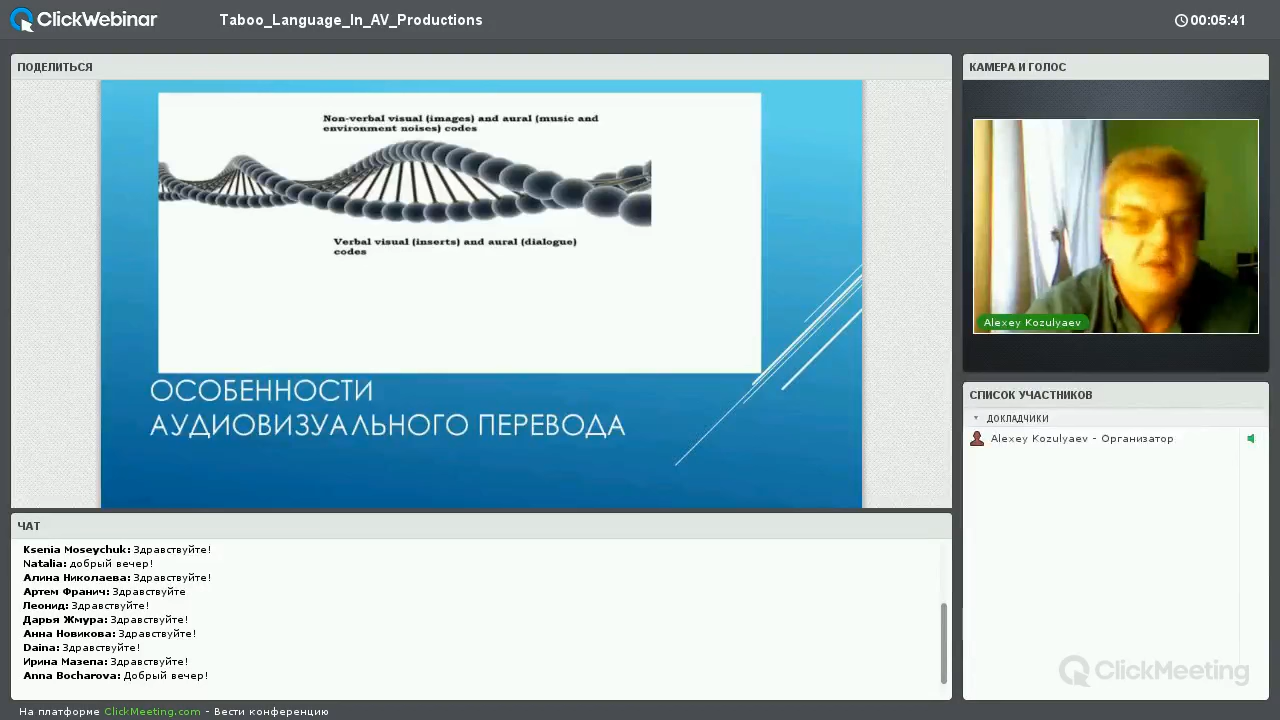 ClickWebinar
Taboo_Language_In_AV_Productions
00:05:41
ПОДЕЛИТЬСЯ
Non-verbal visual (images) and aural (music and
environment noises) codes
Verbal visual (inserts) and aural (dialogue)
codes
ОСОБЕННОСТИ
АУДИОВИЗУАЛЬНОГО ПЕРЕВОДА
КАМЕРА И ГОЛОС
Alexey Kozulyaev
СПИСОК УЧАСТНИКОВ
ДОКЛАДЧИКИ
Alexey Kozulyaev - Организатор
ЧАТ
Ksenia Moseychuk: Здравствуйте!
Natalia: добрый вечер!
Алина Николаева: Здравствуйте!
Артем Франич: Здравствуйте
Леонид: Здравствуйте!
Дарья Жмура: Здравствуйте!
Анна Новикова: Здравствуйте!
Daina: Здравствуйте!
Ирина Мазепа: Здравствуйте!
Anna Bocharova: Добрый вечер!
ClickMeeting
На платформе ClickMeeting.com - Вести конференцию